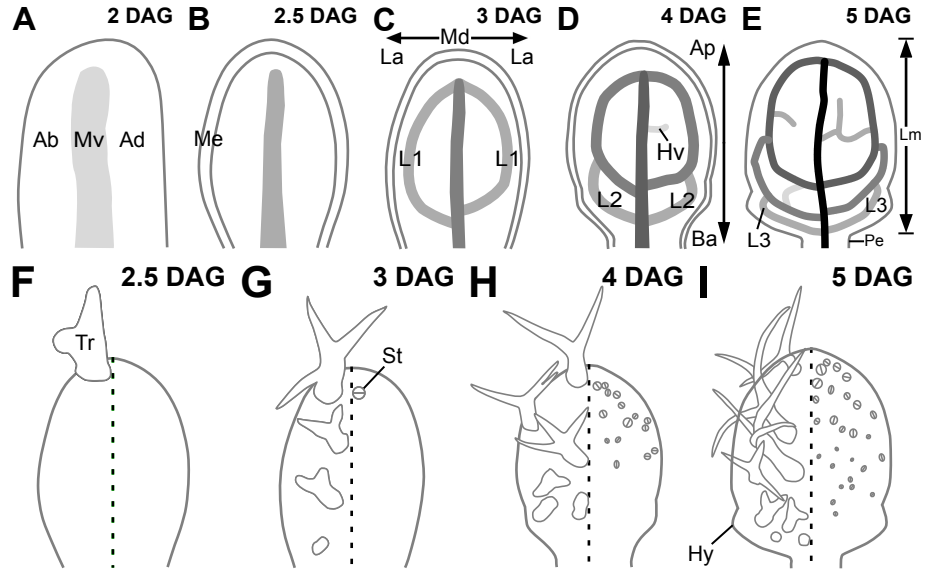 A 2 DAG B 2.5 DAG C 3 DAG D 4 DAG E 5 DAG
Md
La La Ap
Ab Mv Ad Me L1 L1 Hv Lm
L2 L2 L3
Ba L3 Pe
F 2.5 DAG G 3 DAG H 4 DAG I 5 DAG
Tr St
Hy